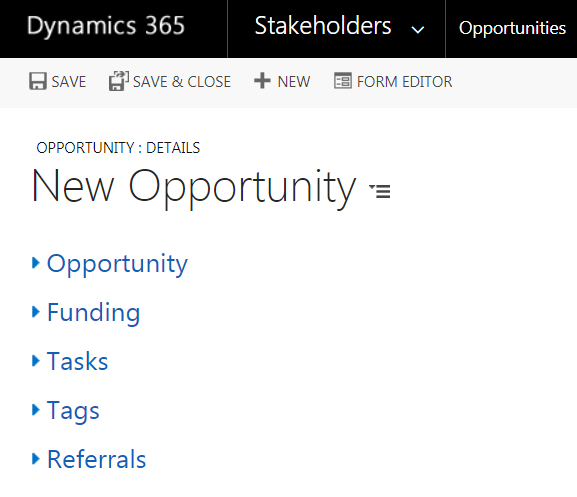 Dynamics 365 Stakeholders Opportunities
SAVE SAVE & CLOSE NEW FORM EDITOR
OPPORTUNITY : DETAILS
New Opportunity
Opportunity
Funding
Tasks
Tags
Referrals